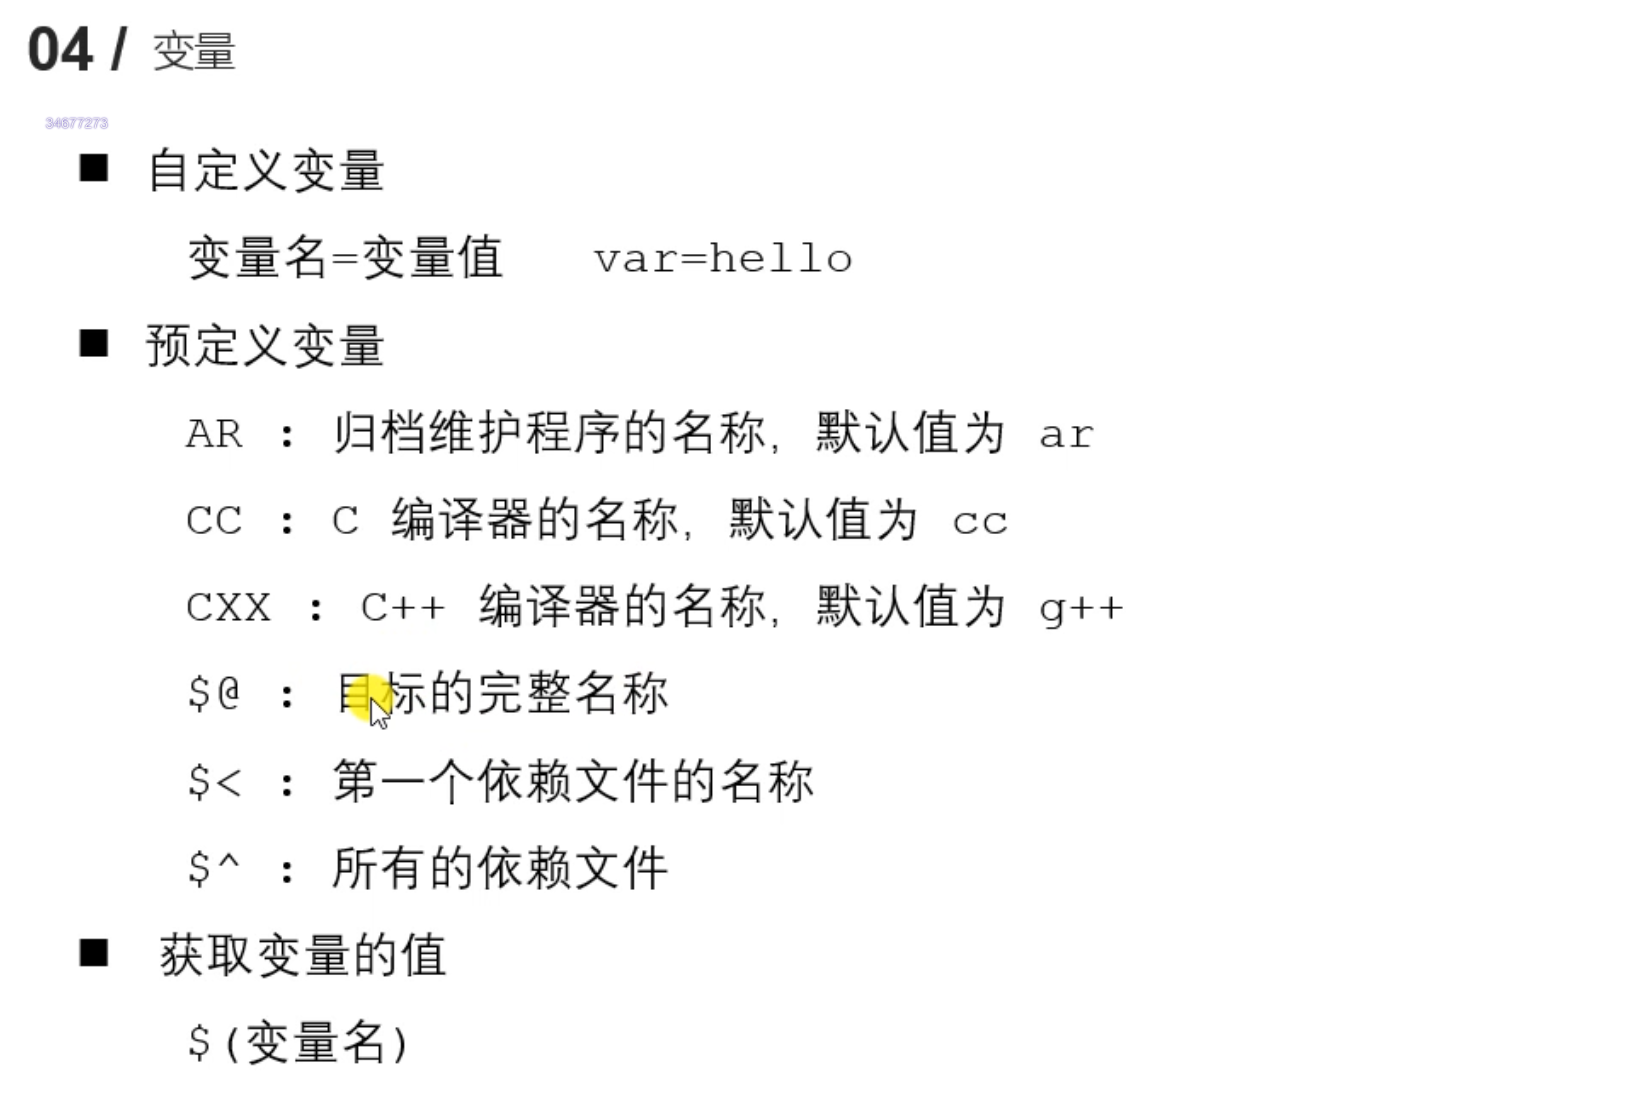 04 / 变量
34677273
■ 自定义变量
变量名=变量值 var=hello
■ 预定义变量
AR : 归档维护程序的名称, 默认值为 ar
CC : C 编译器的名称, 默认值为 cc
CXX : C++ 编译器的名称, 默认值为 g++
$@ : 目标的完整名称
$< : 第一个依赖文件的名称
$^ : 所有的依赖文件
■ 获取变量的值
$(变量名)